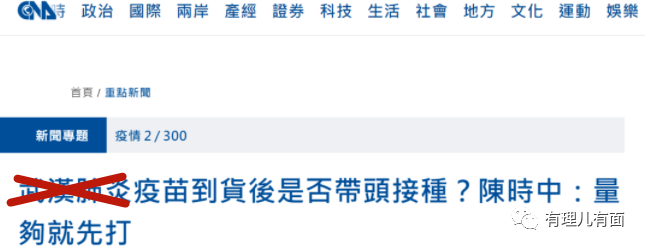 CNA 政治 國際 兩岸 產經 證券 科技 生活 社會 地方 文化 運動 娛樂
首頁 / 重點新聞
新聞專題 疫情 2 / 300
武漢肺炎疫苗到貨後是否帶頭接種？陳時中：量
夠就先打
有理儿有面